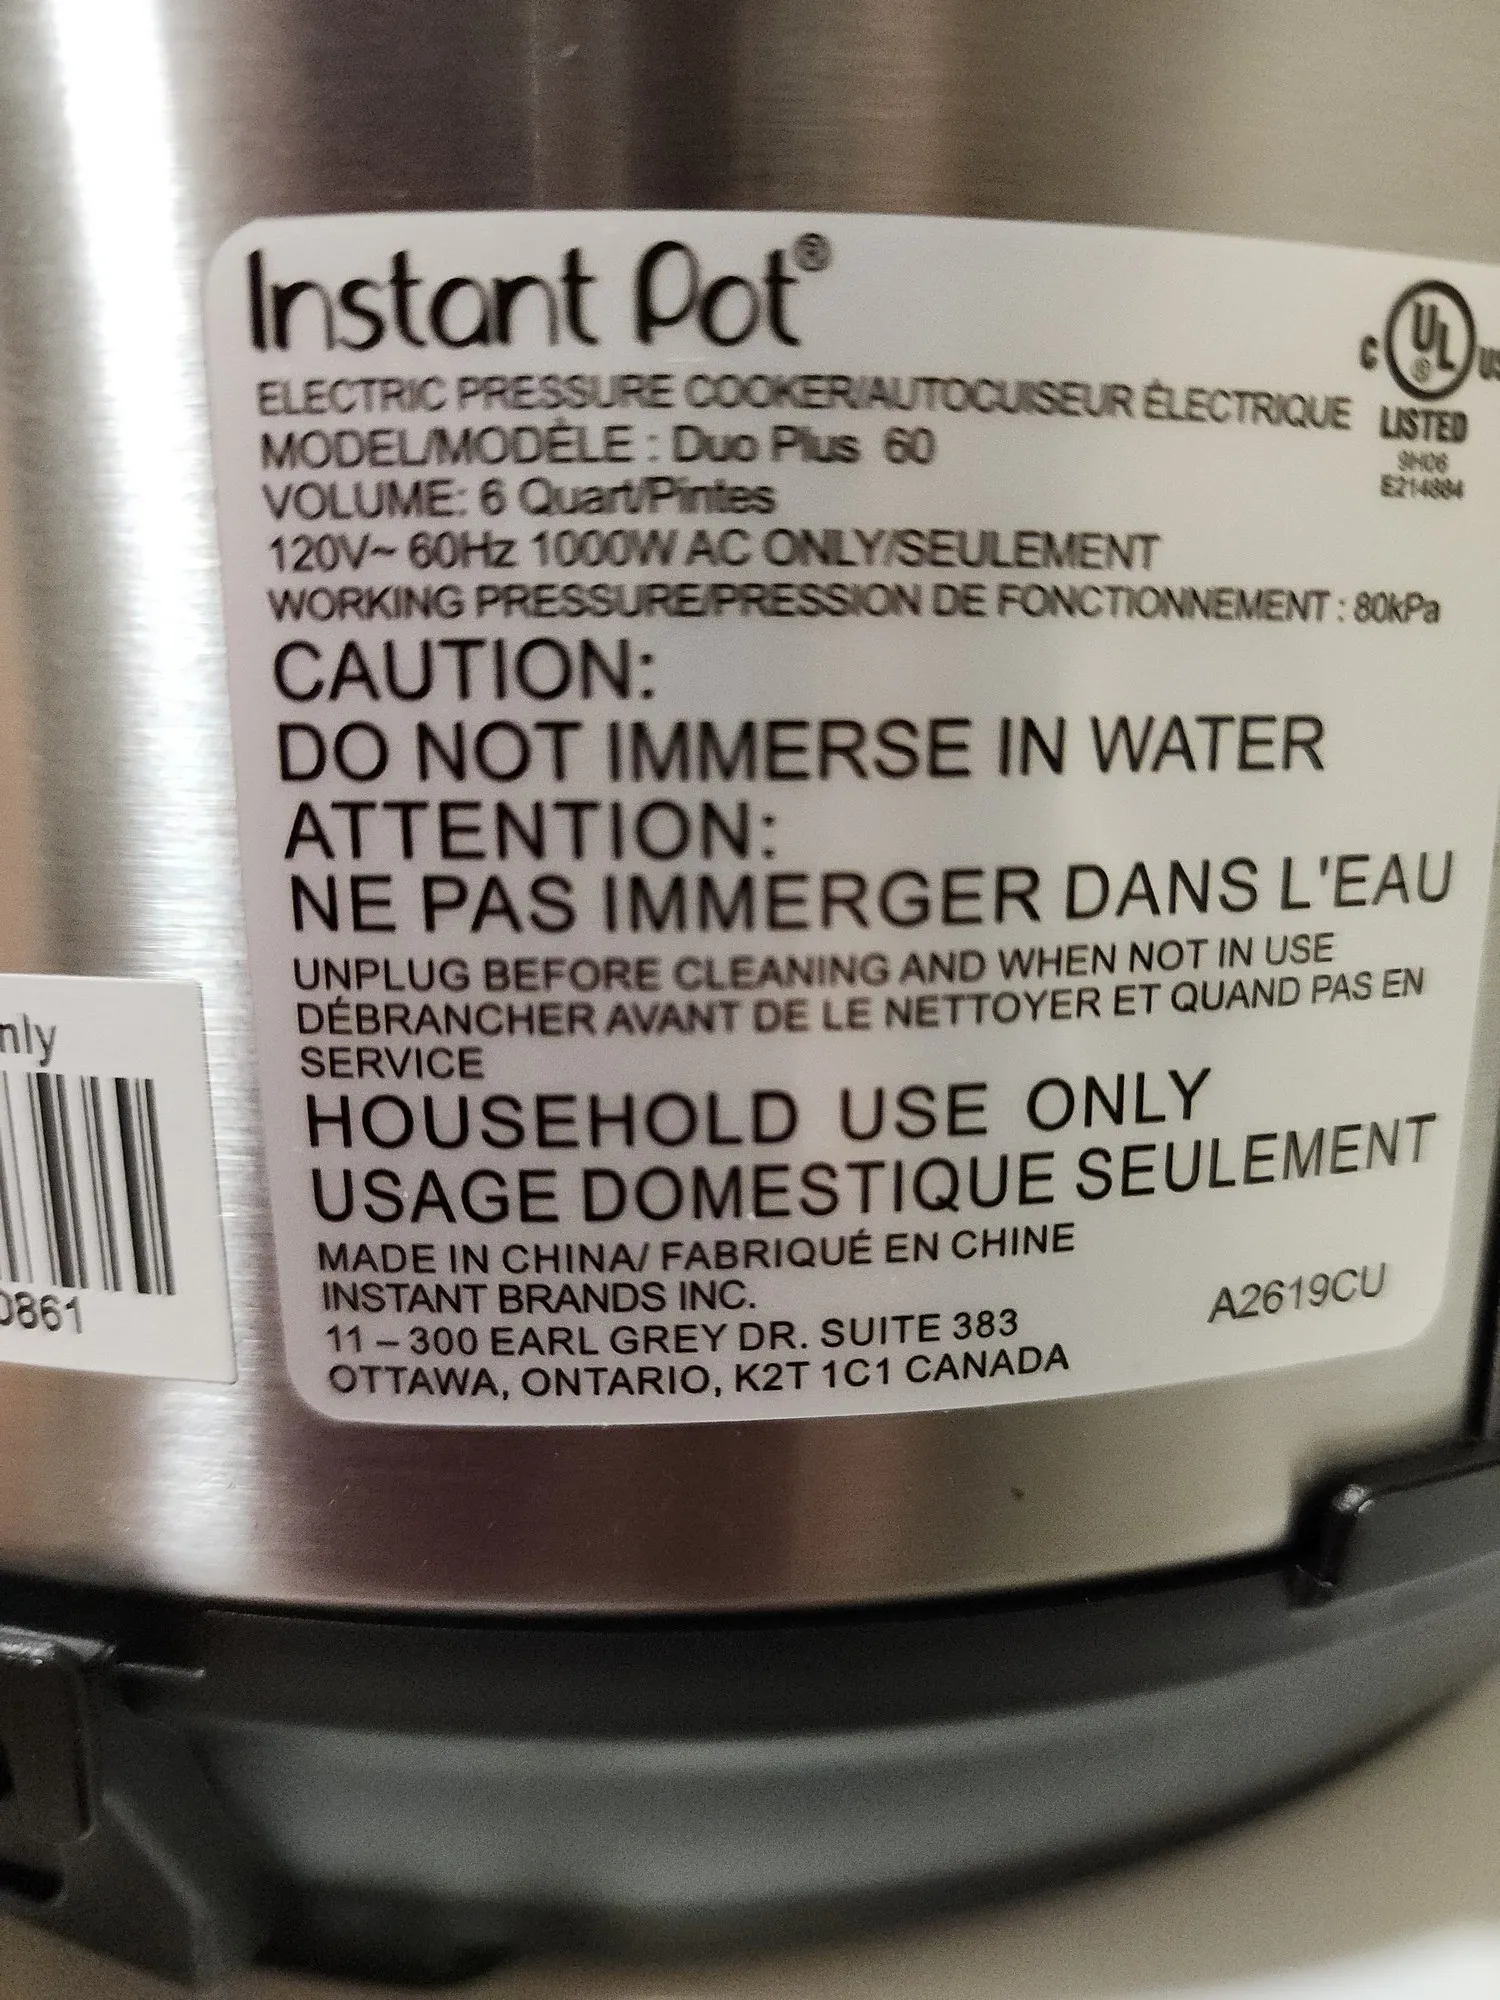 Instant Pot®
C UL® US
LISTED
9H06
E214884
ELECTRIC PRESSURE COOKER/AUTOCUISEUR ÉLECTRIQUE
MODEL/MODÈLE : Duo Plus 60
VOLUME: 6 Quart/Pintes
120V~ 60Hz 1000W AC ONLY/SEULEMENT
WORKING PRESSURE/PRESSION DE FONCTIONNEMENT : 80kPa
CAUTION:
DO NOT IMMERSE IN WATER
ATTENTION:
NE PAS IMMERGER DANS L'EAU
UNPLUG BEFORE CLEANING AND WHEN NOT IN USE
DÉBRANCHER AVANT DE LE NETTOYER ET QUAND PAS EN
SERVICE
HOUSEHOLD USE ONLY
USAGE DOMESTIQUE SEULEMENT
MADE IN CHINA/ FABRIQUÉ EN CHINE
INSTANT BRANDS INC.
11 – 300 EARL GREY DR. SUITE 383
OTTAWA, ONTARIO, K2T 1C1 CANADA
A2619CU
nly
0861